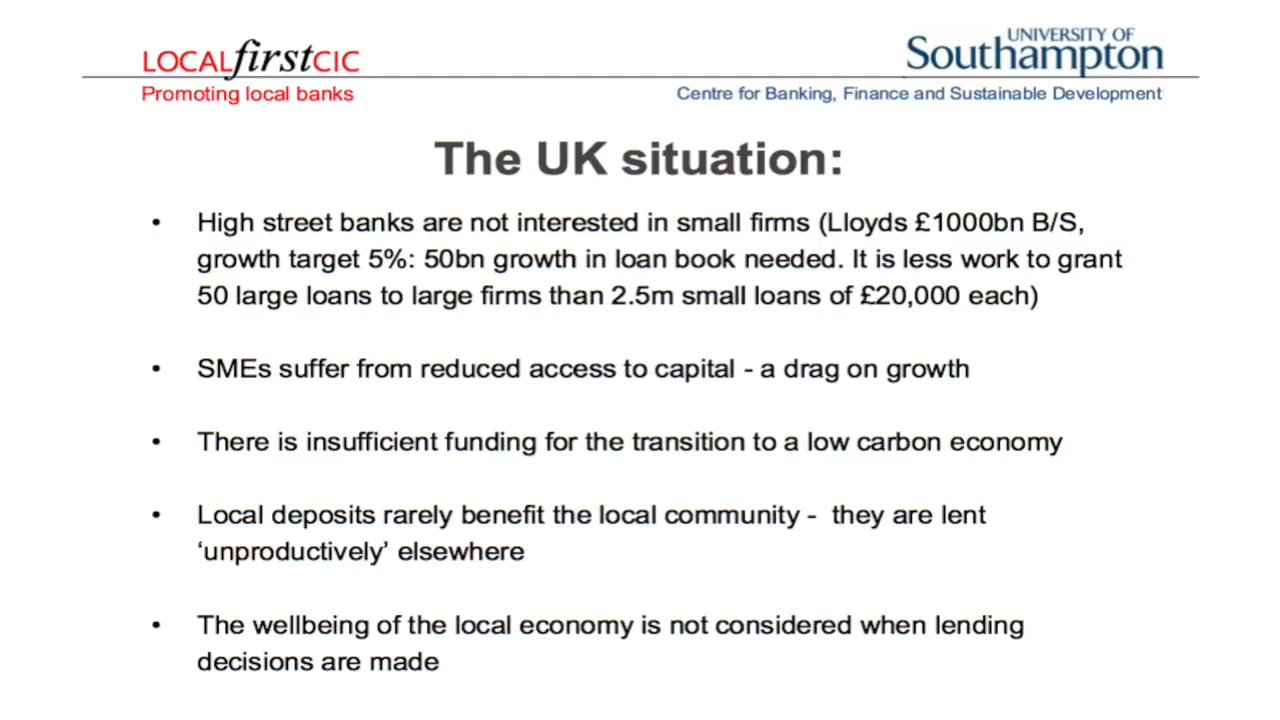 LOCALfirstCIC
Promoting local banks
UNIVERSITY OF
Southampton
Centre for Banking, Finance and Sustainable Development
The UK situation:
• High street banks are not interested in small firms (Lloyds £1000bn B/S,
growth target 5%: 50bn growth in loan book needed. It is less work to grant
50 large loans to large firms than 2.5m small loans of £20,000 each)
• SMEs suffer from reduced access to capital - a drag on growth
• There is insufficient funding for the transition to a low carbon economy
• Local deposits rarely benefit the local community -  they are lent
‘unproductively’ elsewhere
• The wellbeing of the local economy is not considered when lending
decisions are made